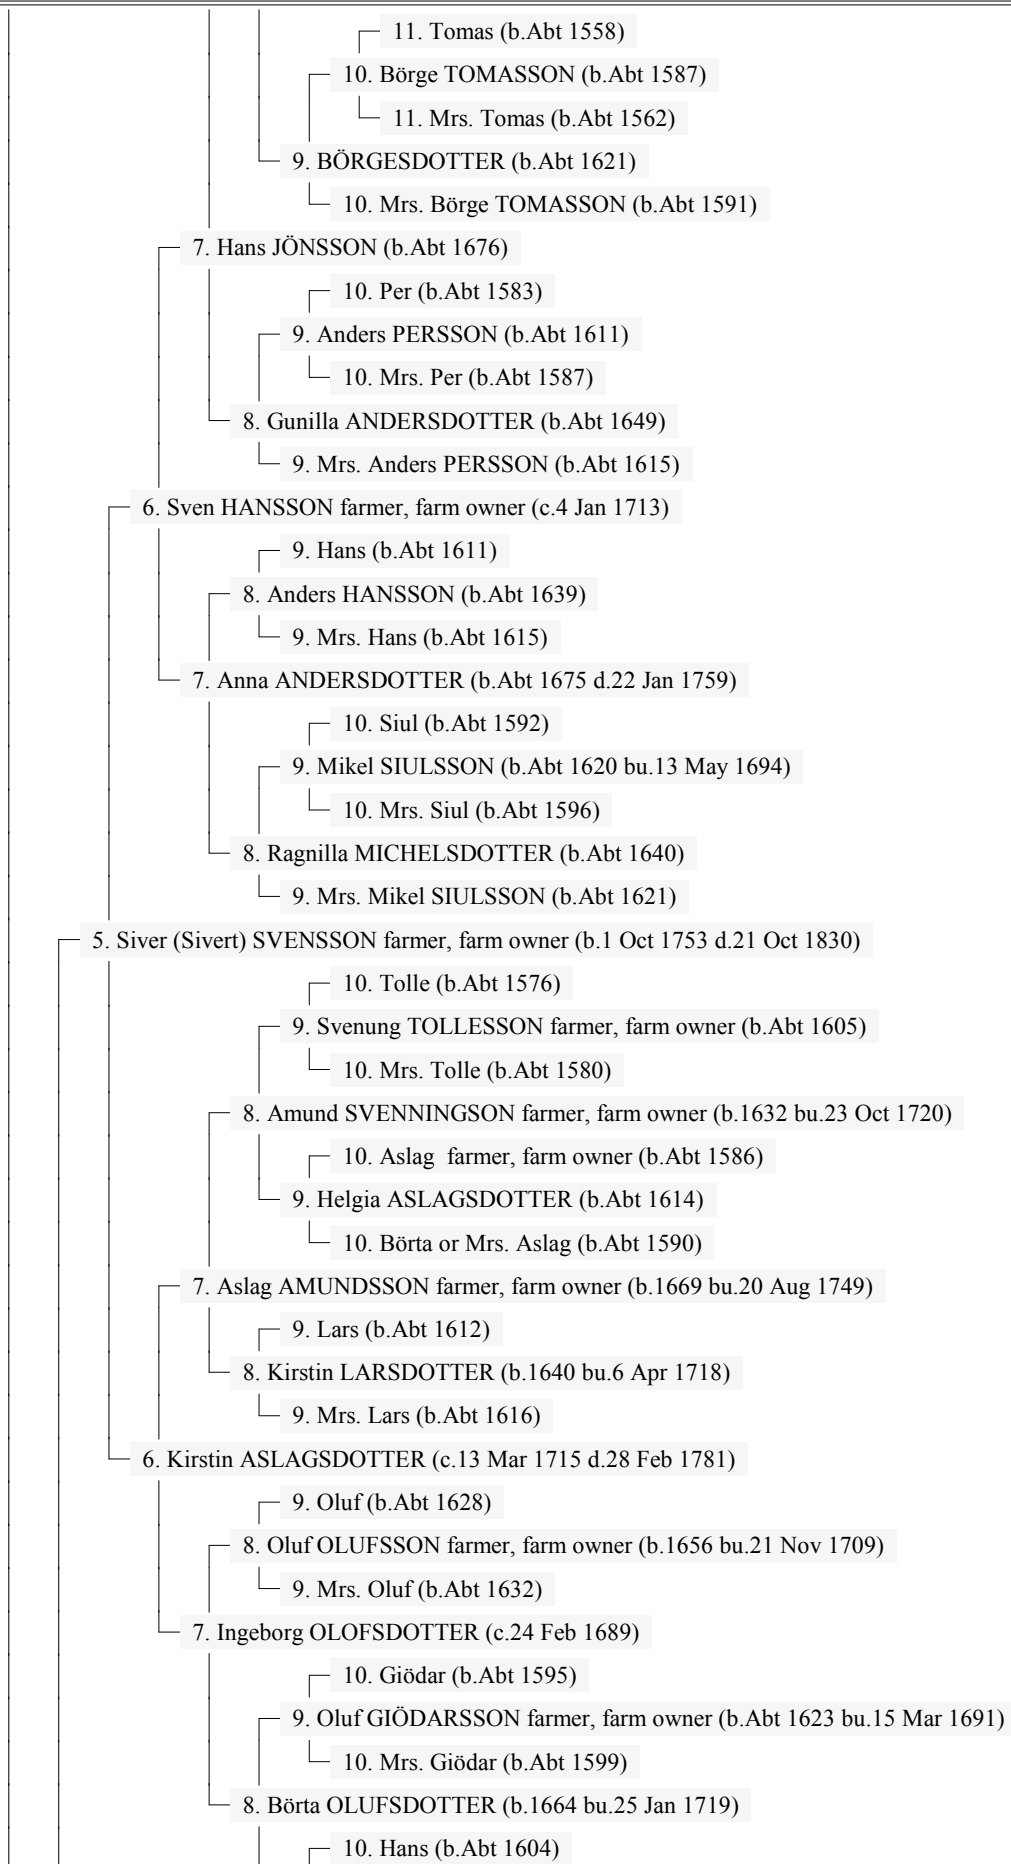 11. Tomas (b.Abt 1558)
10. Börge TOMASSON (b.Abt 1587)
11. Mrs. Tomas (b.Abt 1562)
9. BÖRGESDOTTER (b.Abt 1621)
10. Mrs. Börge TOMASSON (b.Abt 1591)
7. Hans JÖNSSON (b.Abt 1676)
10. Per (b.Abt 1583)
9. Anders PERSSON (b.Abt 1611)
10. Mrs. Per (b.Abt 1587)
8. Gunilla ANDERSDOTTER (b.Abt 1649)
9. Mrs. Anders PERSSON (b.Abt 1615)
6. Sven HANSSON farmer, farm owner (c.4 Jan 1713)
9. Hans (b.Abt 1611)
8. Anders HANSSON (b.Abt 1639)
9. Mrs. Hans (b.Abt 1615)
7. Anna ANDERSDOTTER (b.Abt 1675 d.22 Jan 1759)
10. Siul (b.Abt 1592)
9. Mikel SIULSSON (b.Abt 1620 bu.13 May 1694)
10. Mrs. Siul (b.Abt 1596)
8. Ragnilla MICHELSDOTTER (b.Abt 1640)
9. Mrs. Mikel SIULSSON (b.Abt 1621)
5. Siver (Sivert) SVENSSON farmer, farm owner (b.1 Oct 1753 d.21 Oct 1830)
10. Tolle (b.Abt 1576)
9. Svenung TOLLESSON farmer, farm owner (b.Abt 1605)
10. Mrs. Tolle (b.Abt 1580)
8. Amund SVENNINGSON farmer, farm owner (b.1632 bu.23 Oct 1720)
10. Aslag farmer, farm owner (b.Abt 1586)
9. Helgia ASLAGSDOTTER (b.Abt 1614)
10. Börta or Mrs. Aslag (b.Abt 1590)
7. Aslag AMUNDSSON farmer, farm owner (b.1669 bu.20 Aug 1749)
9. Lars (b.Abt 1612)
8. Kirstin LARSDOTTER (b.1640 bu.6 Apr 1718)
9. Mrs. Lars (b.Abt 1616)
6. Kirstin ASLAGSDOTTER (c.13 Mar 1715 d.28 Feb 1781)
9. Oluf (b.Abt 1628)
8. Oluf OLUFSSON farmer, farm owner (b.1656 bu.21 Nov 1709)
9. Mrs. Oluf (b.Abt 1632)
7. Ingeborg OLOFSDOTTER (c.24 Feb 1689)
10. Giödar (b.Abt 1595)
9. Oluf GIÖDARSSON farmer, farm owner (b.Abt 1623 bu.15 Mar 1691)
10. Mrs. Giödar (b.Abt 1599)
8. Börta OLUFSDOTTER (b.1664 bu.25 Jan 1719)
10. Hans (b.Abt 1604)